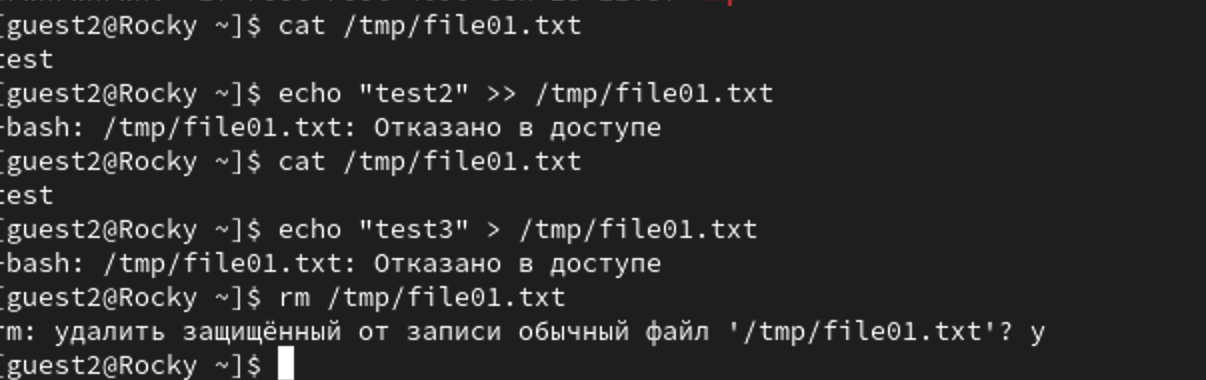 [guest2@Rocky ~]$ cat /tmp/file01.txt
test
[guest2@Rocky ~]$ echo "test2" >> /tmp/file01.txt
-bash: /tmp/file01.txt: Отказано в доступе
[guest2@Rocky ~]$ cat /tmp/file01.txt
test
[guest2@Rocky ~]$ echo "test3" > /tmp/file01.txt
-bash: /tmp/file01.txt: Отказано в доступе
[guest2@Rocky ~]$ rm /tmp/file01.txt
rm: удалить защищённый от записи обычный файл '/tmp/file01.txt'? y
[guest2@Rocky ~]$